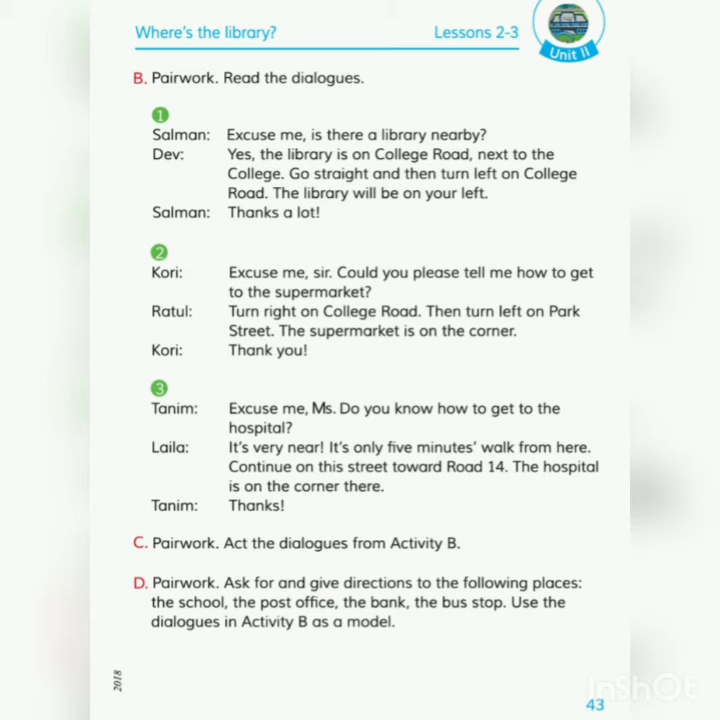 Where's the library?
Lessons 2-3
Unit II
B. Pairwork. Read the dialogues.
1
Salman: Excuse me, is there a library nearby?
Dev: Yes, the library is on College Road, next to the
College. Go straight and then turn left on College
Road. The library will be on your left.
Salman: Thanks a lot!
2
Kori: Excuse me, sir. Could you please tell me how to get
to the supermarket?
Ratul: Turn right on College Road. Then turn left on Park
Street. The supermarket is on the corner.
Kori: Thank you!
3
Tanim: Excuse me, Ms. Do you know how to get to the
hospital?
Laila: It's very near! It's only five minutes' walk from here.
Continue on this street toward Road 14. The hospital
is on the corner there.
Tanim: Thanks!
C. Pairwork. Act the dialogues from Activity B.
D. Pairwork. Ask for and give directions to the following places:
the school, the post office, the bank, the bus stop. Use the
dialogues in Activity B as a model.
2018
43
InShOt